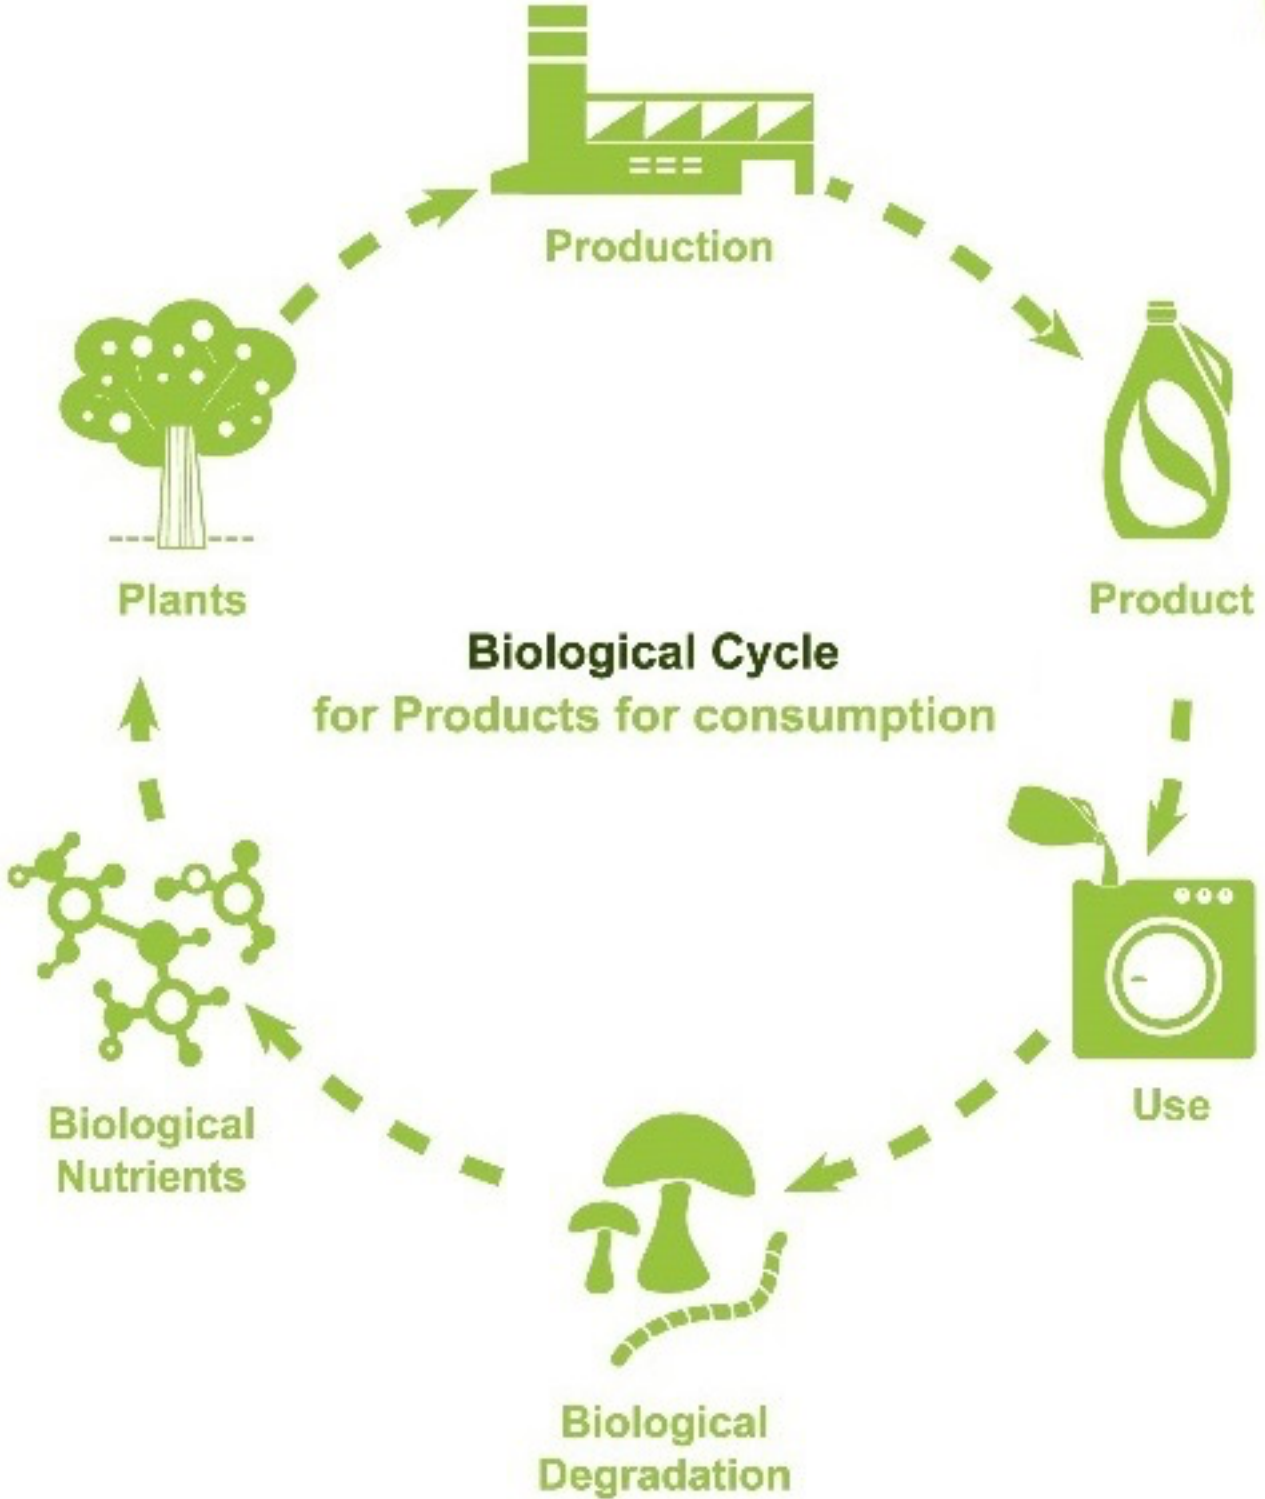 Production
Plants
Product
Biological Cycle
for Products for consumption
Use
Biological
Nutrients
Biological
Degradation